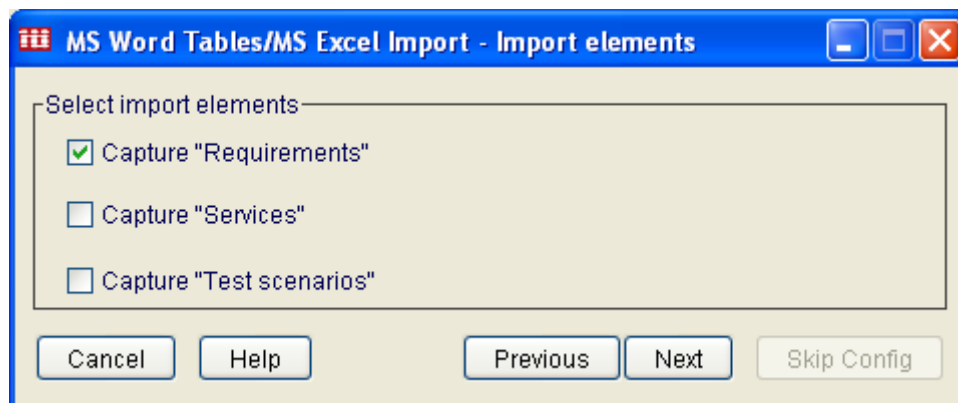 MS Word Tables/MS Excel Import - Import elements
Select import elements
Capture "Requirements"
Capture "Services"
Capture "Test scenarios"
Cancel Help Previous Next Skip Config